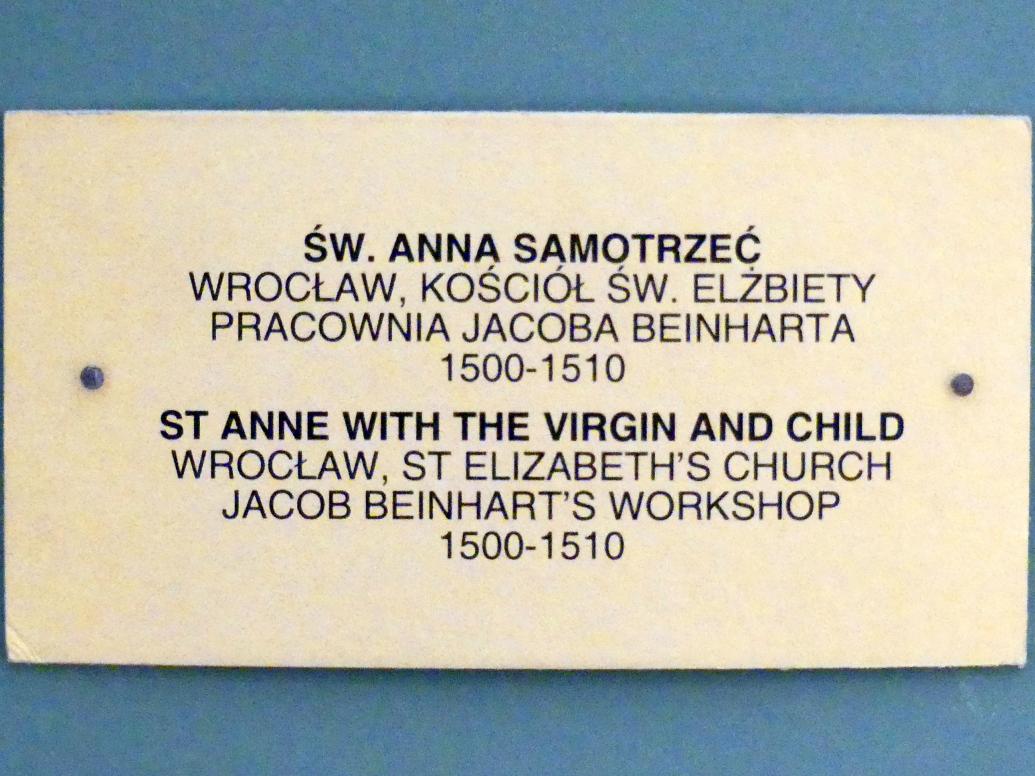 ŚW. ANNA SAMOTRZEĆ
WROCŁAW, KOŚCIÓŁ ŚW. ELŻBIETY
PRACOWNIA JACOBA BEINHARTA
1500-1510
ST ANNE WITH THE VIRGIN AND CHILD
WROCŁAW, ST ELIZABETH'S CHURCH
JACOB BEINHART'S WORKSHOP
1500-1510